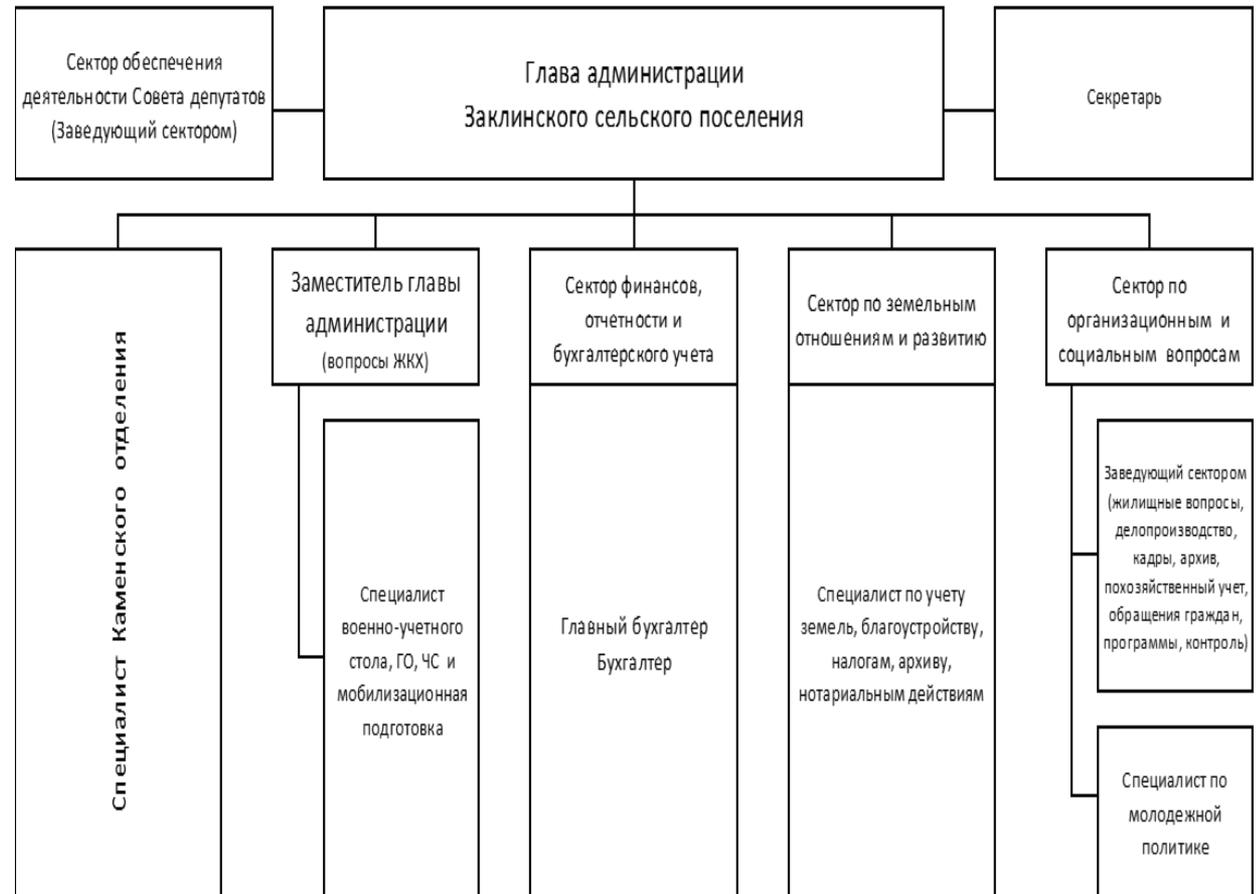 Сектор обеспечения
деятельности Совета депутатов
(Заведующий сектором)
Глава администрации
Заклинского сельского поселения
Секретарь
Специалист Каменского отделения
Заместитель главы
администрации
(вопросы ЖКХ)
Специалист
военно-учетного
стола, ГО, ЧС и
мобилизационная
подготовка
Сектор финансов,
отчетности и
бухгалтерского учета
Главный бухгалтер
Бухгалтер
Сектор по земельным
отношениям и развитию
Специалист по учету
земель, благоустройству,
налогам, архиву,
нотариальным действиям
Сектор по
организационным и
социальным вопросам
Заведующий сектором
(жилищные вопросы,
делопроизводство,
кадры, архив,
похозяйственный учет,
обращения граждан,
программы, контроль)
Специалист по
молодежной
политике